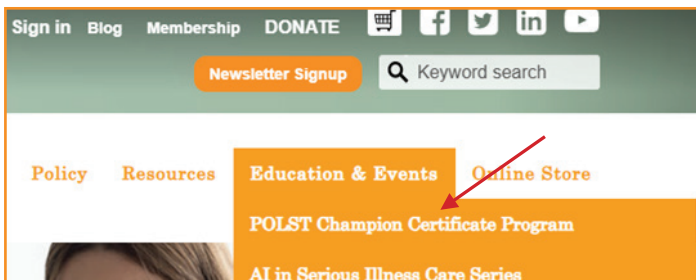 Sign in Blog Membership DONATE
Newsletter Signup Keyword search
Policy Resources Education & Events Online Store
POLST Champion Certificate Program
AI in Serious Illness Care Series